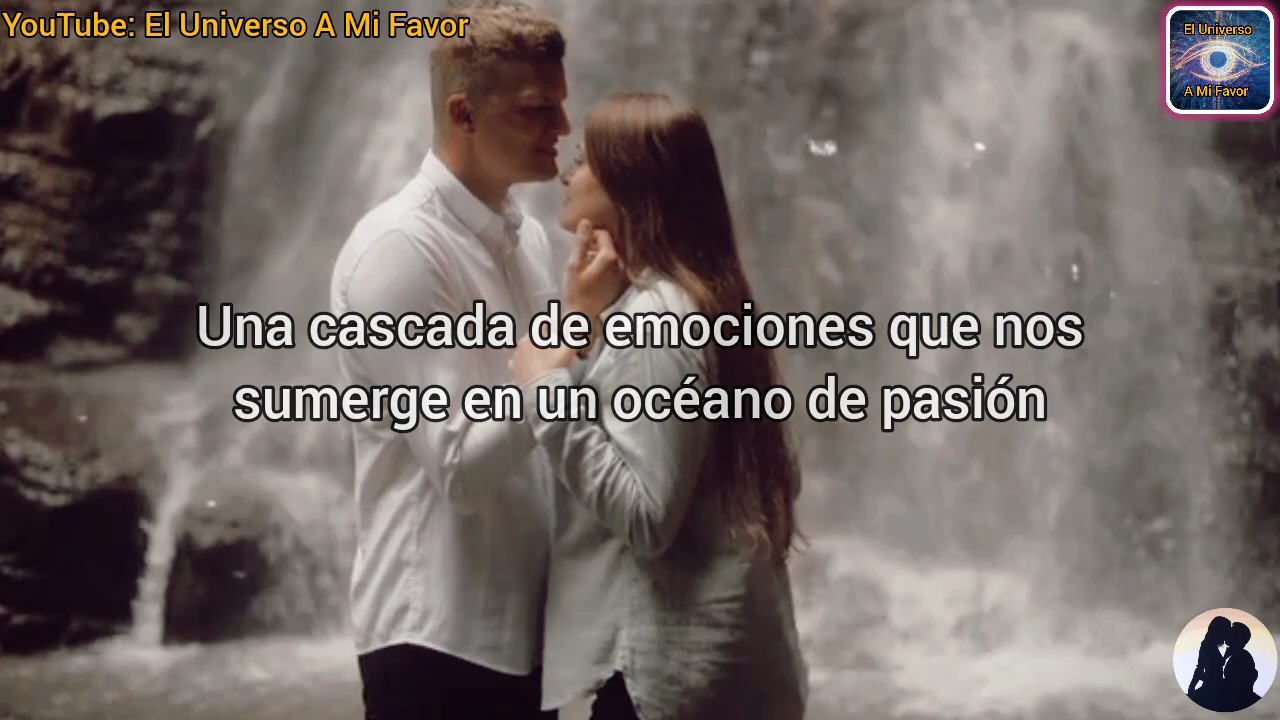 YouTube: El Universo A Mi Favor
El Universo
A Mi Favor
Una cascada de emociones que nos
sumerge en un océano de pasión